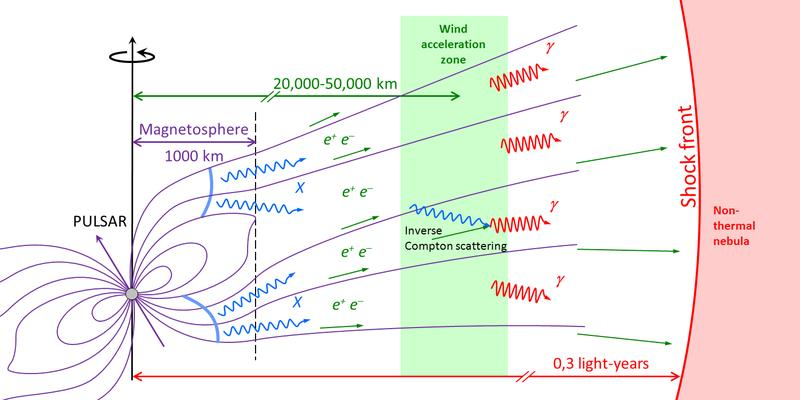 Wind
acceleration
zone
γ
20,000-50,000 km
γ
Magnetosphere
e⁺ e⁻
1000 km
X
e⁺ e⁻
Shock front
PULSAR
γ
Non-
thermal
nebula
Inverse
Compton scattering
e⁺ e⁻
γ
X
e⁺ e⁻
0,3 light-years